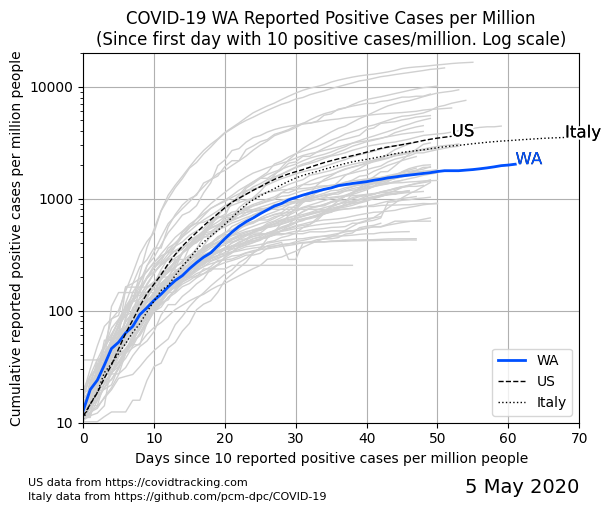 COVID-19 WA Reported Positive Cases per Million
(Since first day with 10 positive cases/million. Log scale)
Cumulative reported positive cases per million people
10000
1000
100
10
US
Italy
WA
WA
US
Italy
0 10 20 30 40 50 60 70
Days since 10 reported positive cases per million people
US data from https://covidtracking.com
Italy data from https://github.com/pcm-dpc/COVID-19
5 May 2020